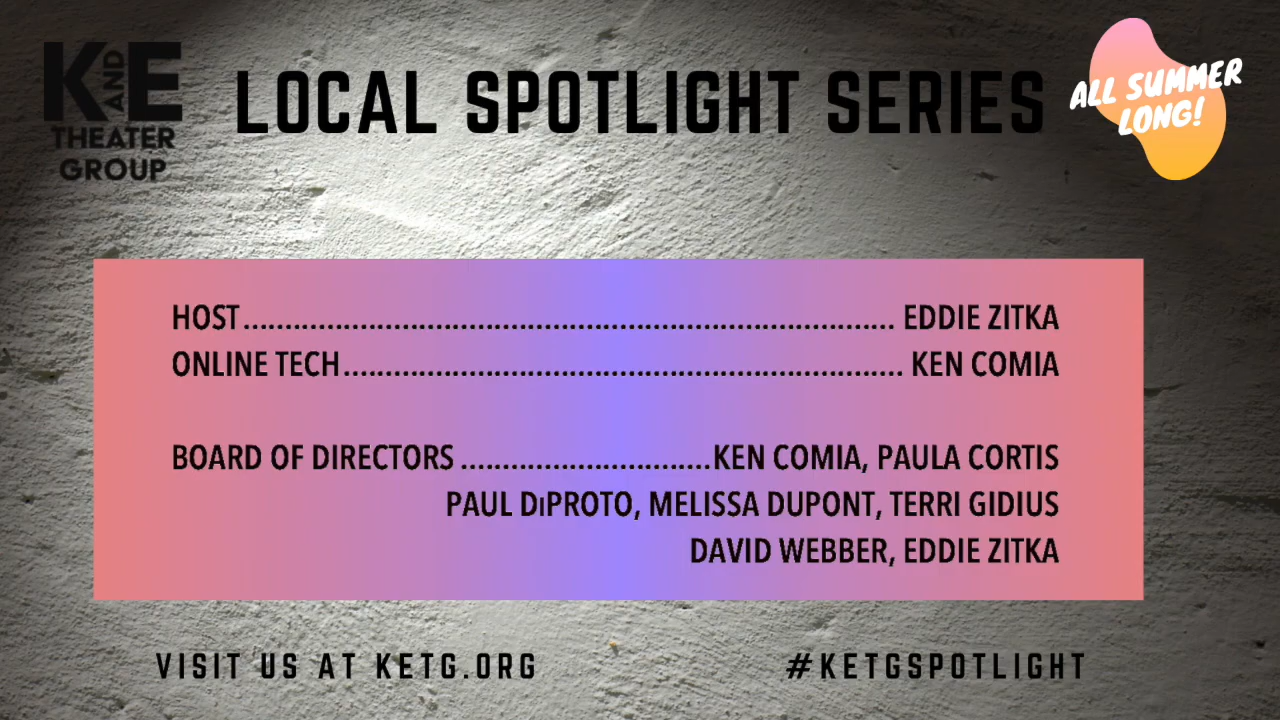 K AND E
THEATER
GROUP
LOCAL SPOTLIGHT SERIES
ALL SUMMER
LONG!
HOST................................................................................ EDDIE ZITKA
ONLINE TECH..................................................................... KEN COMIA
BOARD OF DIRECTORS ..............................KEN COMIA, PAULA CORTIS
PAUL DiPROTO, MELISSA DUPONT, TERRI GIDIUS
DAVID WEBBER, EDDIE ZITKA
VISIT US AT KETG.ORG
#KETGSPOTLIGHT